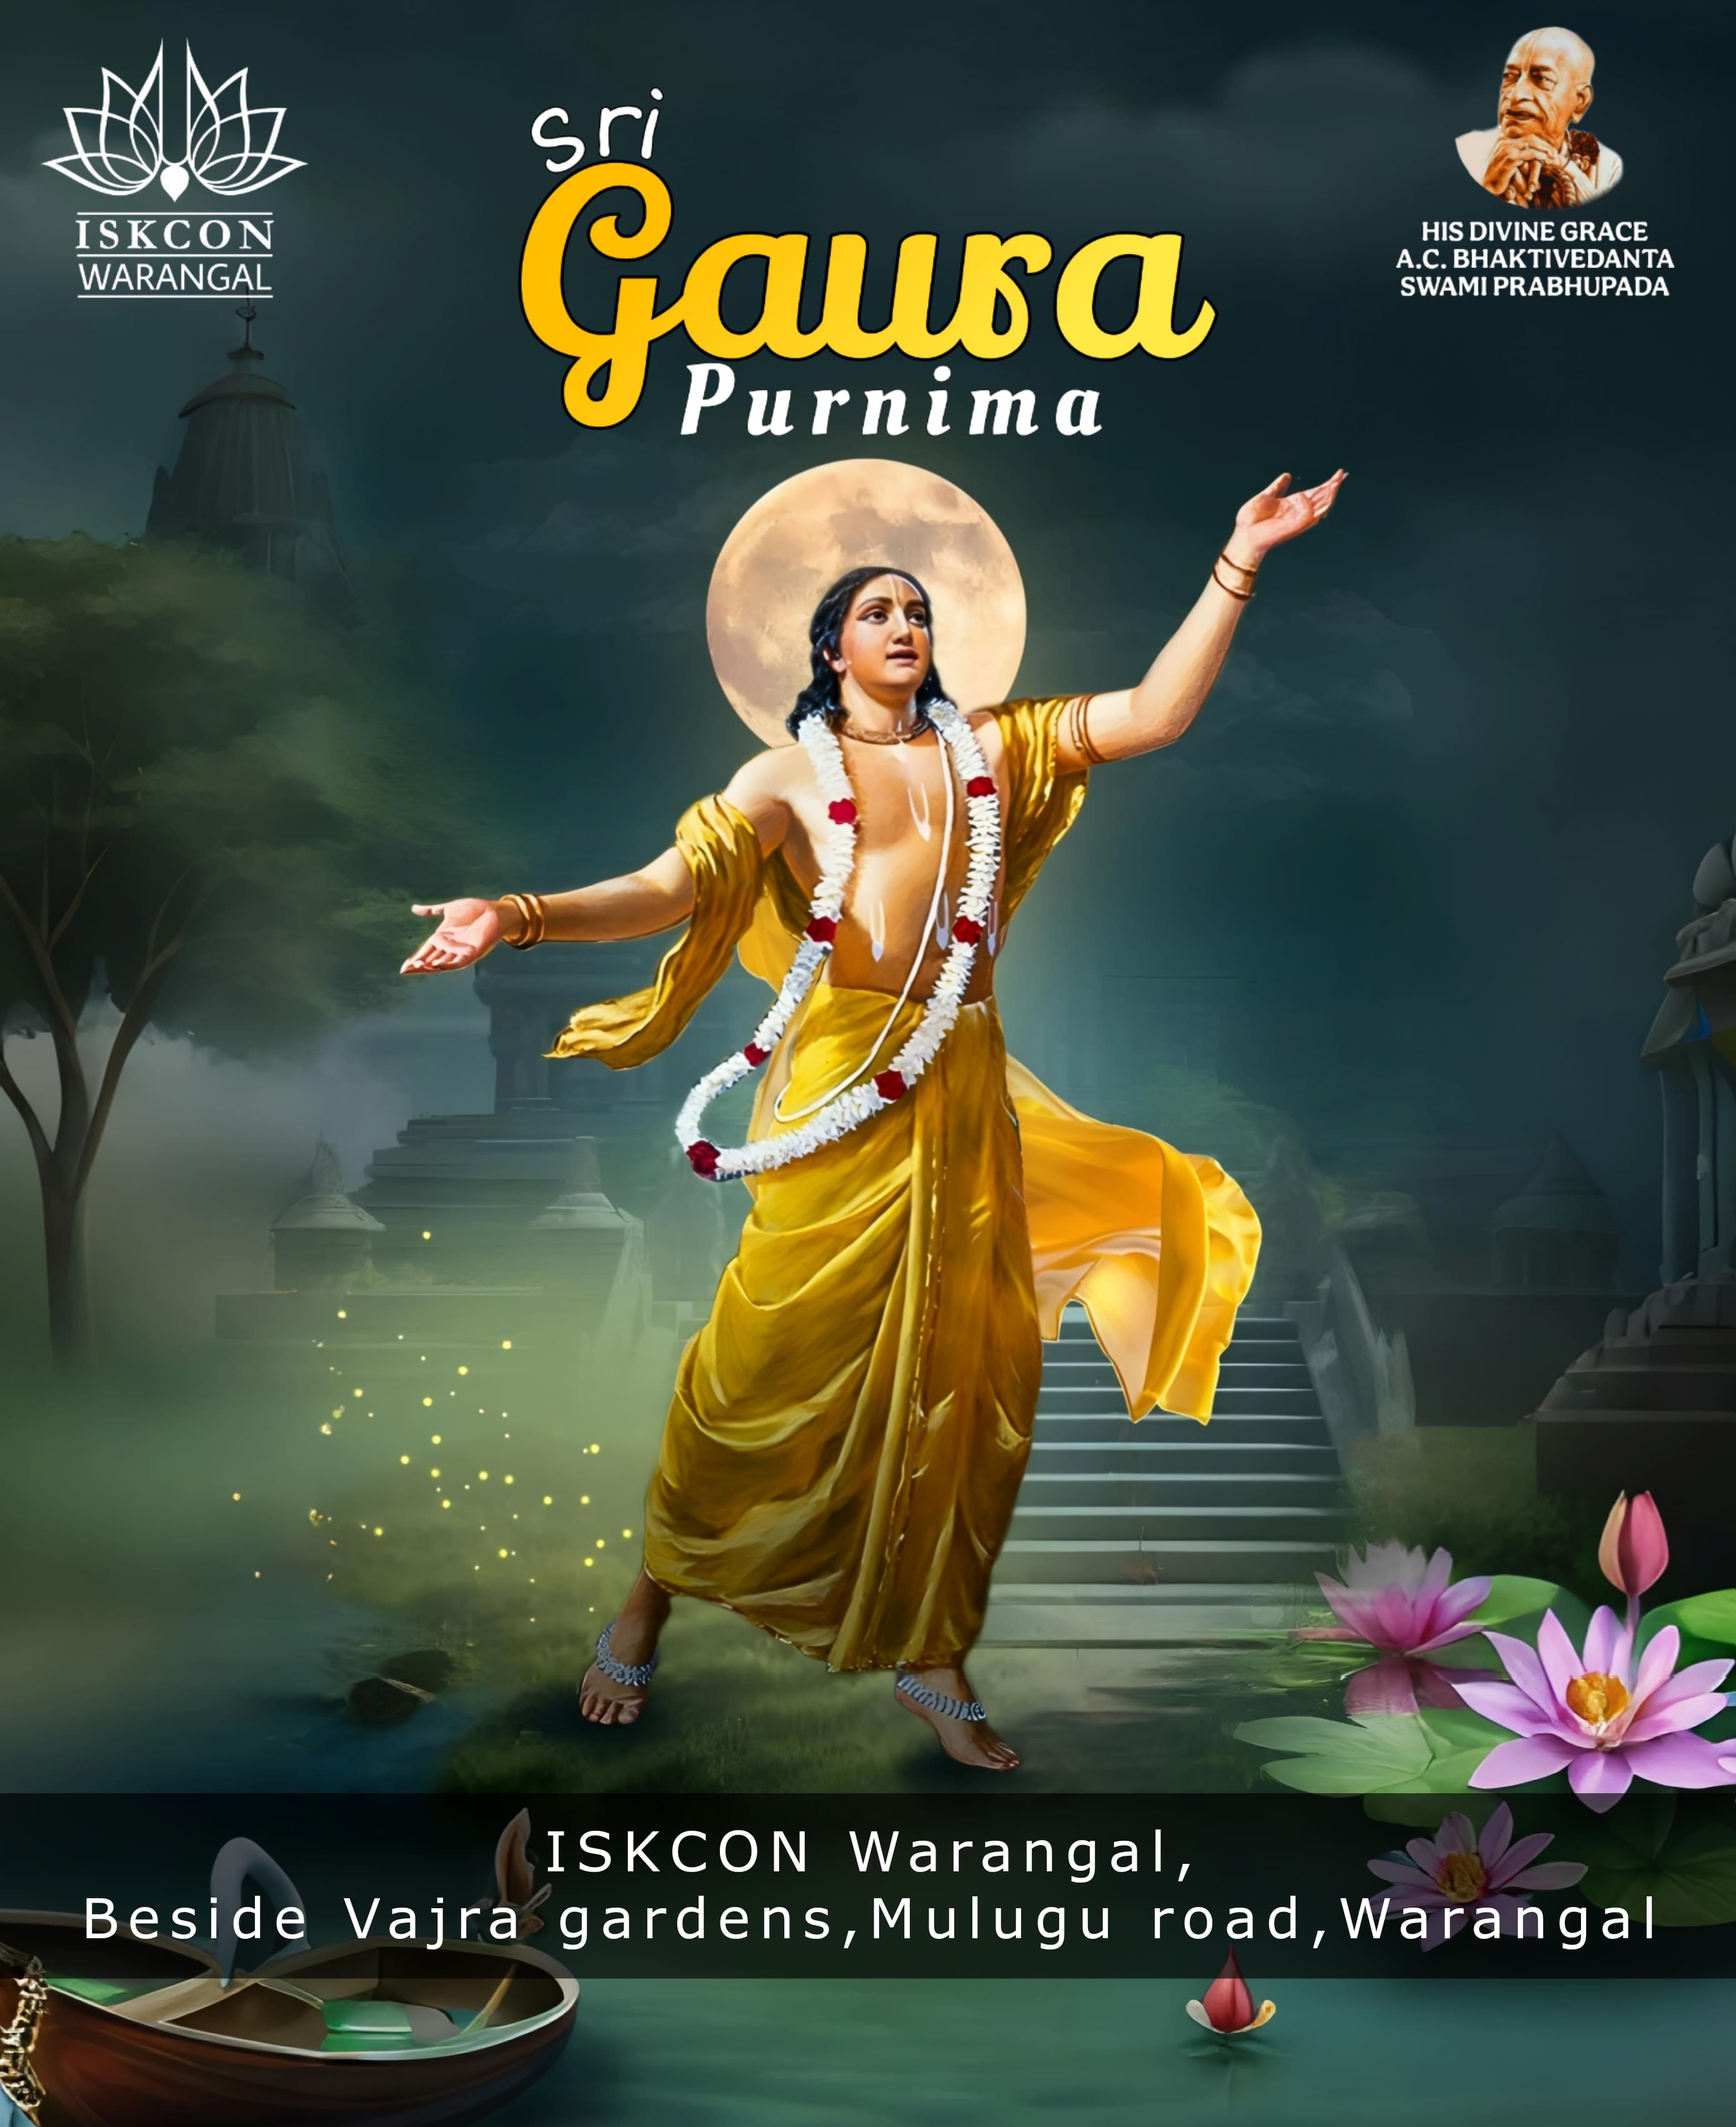 ISKCON
WARANGAL
sri
Gaura
Purnima
HIS DIVINE GRACE
A.C. BHAKTIVEDANTA
SWAMI PRABHUPADA
ISKCON Warangal,
Beside Vajra gardens,Mulugu road,Warangal